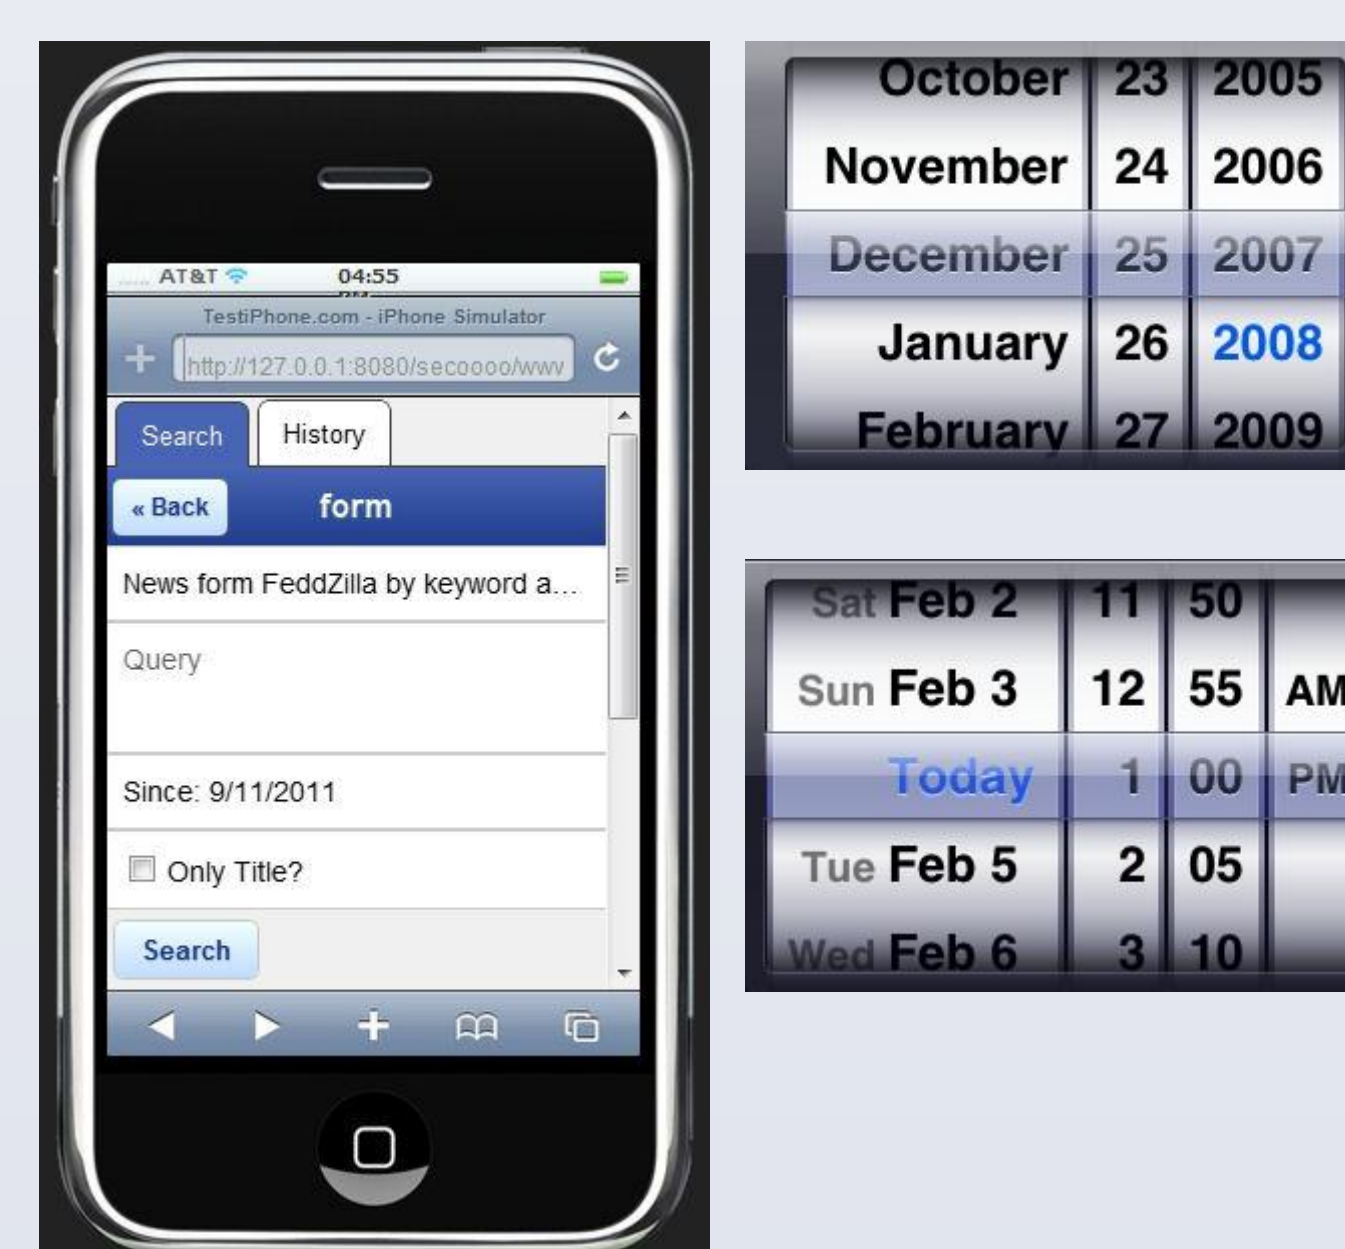 AT&T 04:55
TestiPhone.com - iPhone Simulator
http://127.0.0.1:8080/secoooo/www
Search History
« Back form
News form FeddZilla by keyword a...
Query
Since: 9/11/2011
Only Title?
Search
October 23 2005
November 24 2006
December 25 2007
January 26 2008
February 27 2009
Sat Feb 2 11 50
Sun Feb 3 12 55 AM
Today 1 00 PM
Tue Feb 5 2 05
Wed Feb 6 3 10